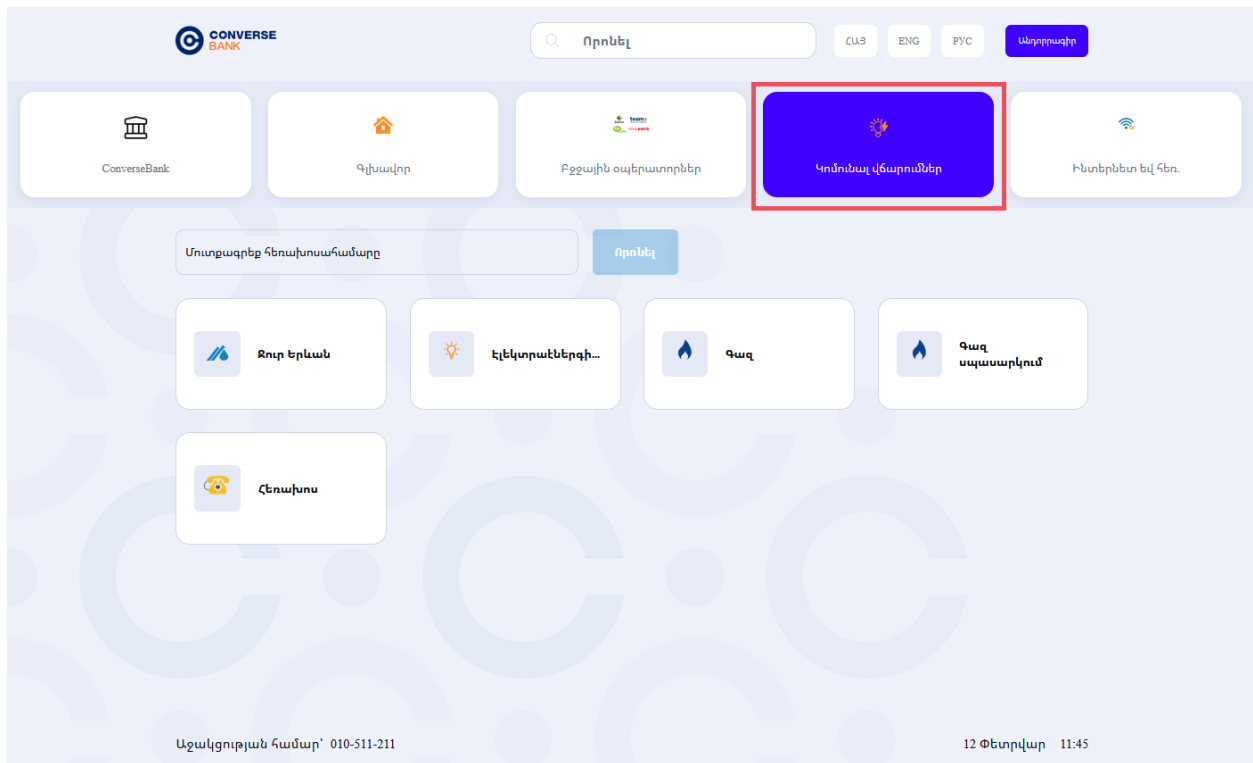 CONVERSE
BANK
Որոնել
ՀԱՅ
ENG
РУС
Անդորրագիր
ConverseBank
Գլխավոր
Բջջային օպերատորներ
Կոմունալ վճարումներ
Ինտերնետ եվ հեռ.
Մուտքագրեք հեռախոսահամարը
Որոնել
Ջուր Երևան
Էլեկտրաէներգի...
Գազ
Գազ
սպասարկում
Հեռախոս
Աջակցության համար՝ 010-511-211
12 Փետրվար 11:45